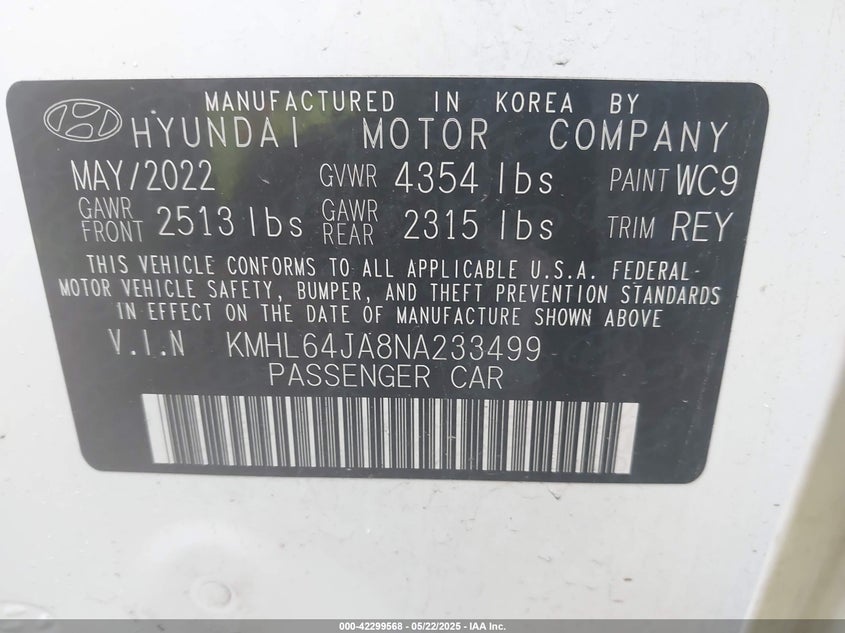 MANUFACTURED IN KOREA BY
HYUNDAI MOTOR COMPANY
MAY/2022 GVWR 4354 lbs PAINT WC9
GAWR FRONT 2513 lbs GAWR REAR 2315 lbs TRIM REY
THIS VEHICLE CONFORMS TO ALL APPLICABLE U.S.A. FEDERAL-
MOTOR VEHICLE SAFETY, BUMPER, AND THEFT PREVENTION STANDARDS
IN EFFECT ON THE DATE OF MANUFACTURE SHOWN ABOVE
V.I.N KMHL64JA8NA233499
PASSENGER CAR
000-42299568 - 05/22/2025 - IAA Inc.